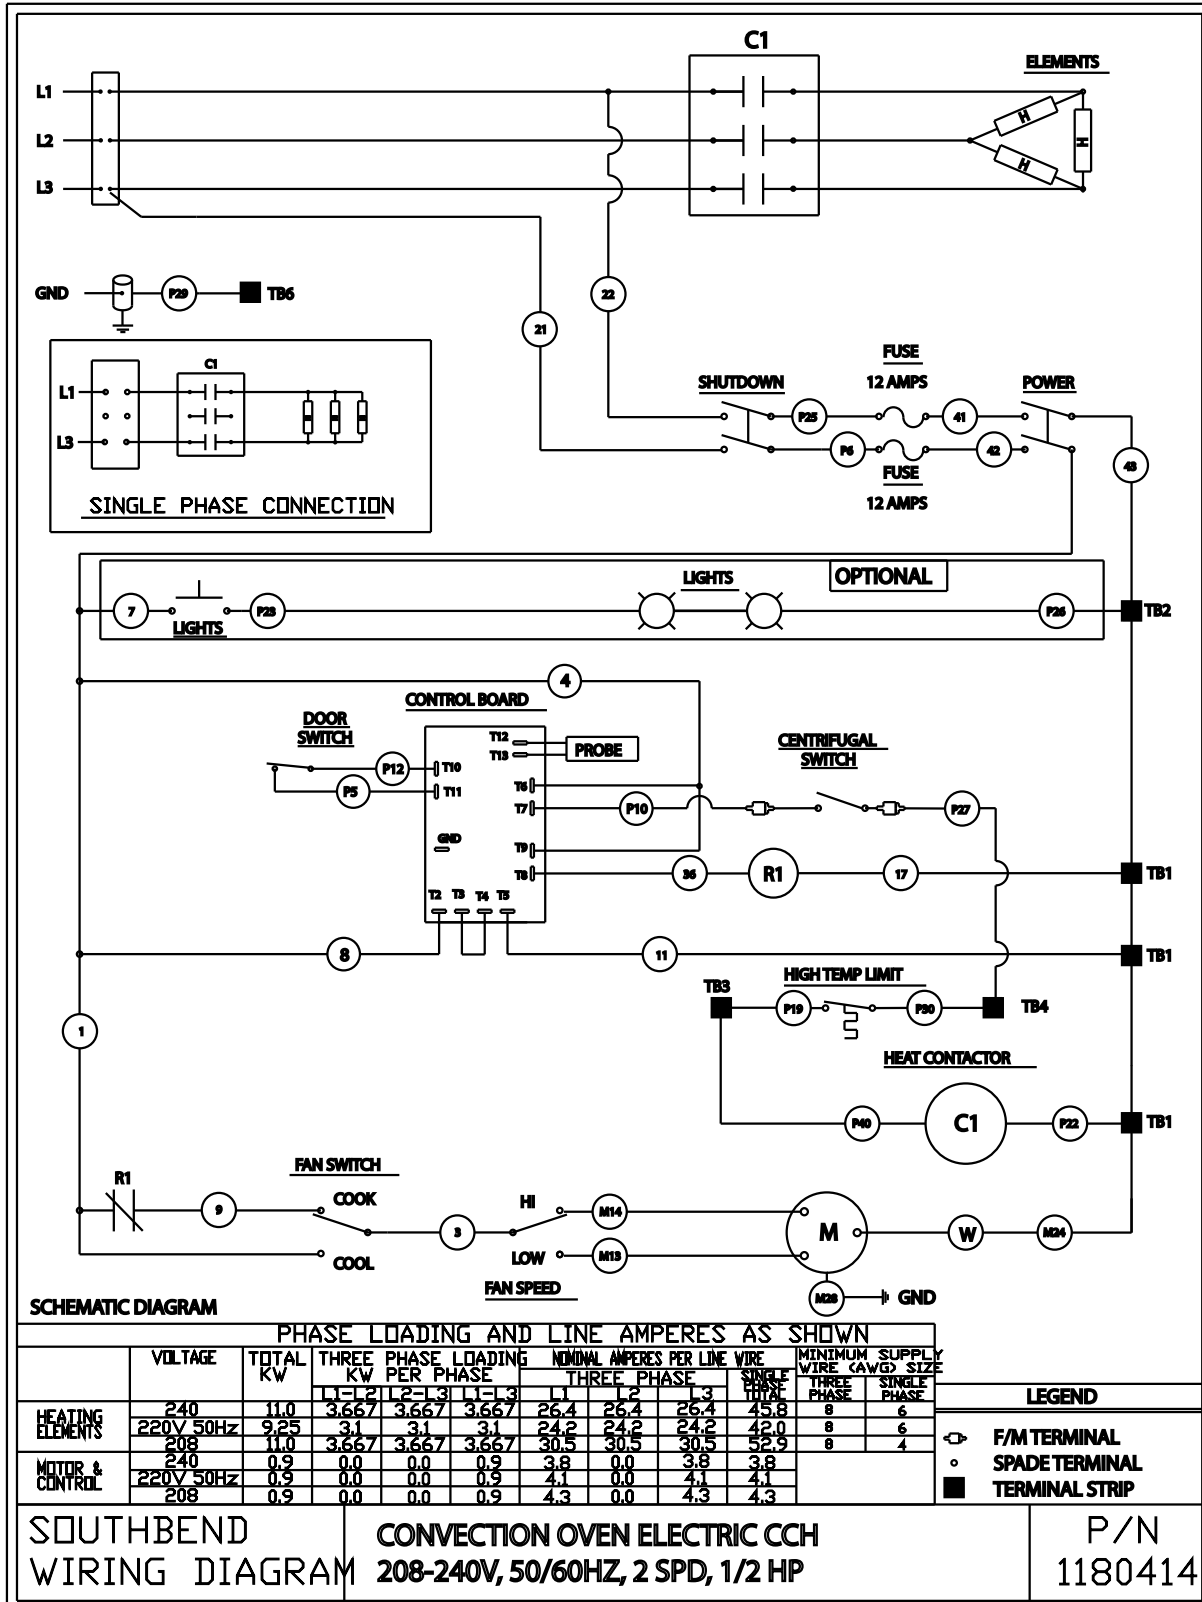 C1
ELEMENTS
L1
H
L2
H
H
L3
GND
P29
TB6
22
21
C1
L1
L3
SINGLE PHASE CONNECTION
FUSE
SHUTDOWN
12 AMPS
POWER
P25
41
P6
42
43
FUSE
12 AMPS
LIGHTS
OPTIONAL
7
P23
P26
TB2
LIGHTS
4
CONTROL BOARD
DOOR
SWITCH
T12
T13
PROBE
CENTRIFUGAL
SWITCH
P12
T10
P5
T11
T6
T7
P10
P27
GND
T9
T8
36
R1
17
TB1
T2 T3 T4 T5
8
11
TB1
HIGH TEMP LIMIT
TB3
P19
P30
TB4
1
HEAT CONTACTOR
P40
C1
P22
TB1
FAN SWITCH
R1
COOK
HI
9
M14
3
M
W
M24
COOL
LOW
M13
FAN SPEED
M28
GND
SCHEMATIC DIAGRAM
PHASE LOADING AND LINE AMPERES AS SHOWN
VOLTAGE
TOTAL
KW
THREE PHASE LOADING
KW PER PHASE
L1-L2 L2-L3 L1-L3
NOMINAL AMPERES PER LINE WIRE
THREE PHASE
L1 L2 L3
SINGLE
PHASE
TOTAL
MINIMUM SUPPLY
WIRE (AWG) SIZE
THREE
PHASE
SINGLE
PHASE
HEATING
ELEMENTS
240 11.0 3.667 3.667 3.667 26.4 26.4 26.4 45.8 8 6
220V 50Hz 9.25 3.1 3.1 3.1 24.2 24.2 24.2 42.0 8 6
208 11.0 3.667 3.667 3.667 30.5 30.5 30.5 52.9 8 4
MOTOR &
CONTROL
240 0.9 0.0 0.0 0.9 3.8 0.0 3.8 3.8
220V 50Hz 0.9 0.0 0.0 0.9 4.1 0.0 4.1 4.1
208 0.9 0.0 0.0 0.9 4.3 0.0 4.3 4.3
LEGEND
F/M TERMINAL
SPADE TERMINAL
TERMINAL STRIP
SOUTHBEND
WIRING DIAGRAM
CONVECTION OVEN ELECTRIC CCH
208-240V, 50/60HZ, 2 SPD, 1/2 HP
P/N
1180414